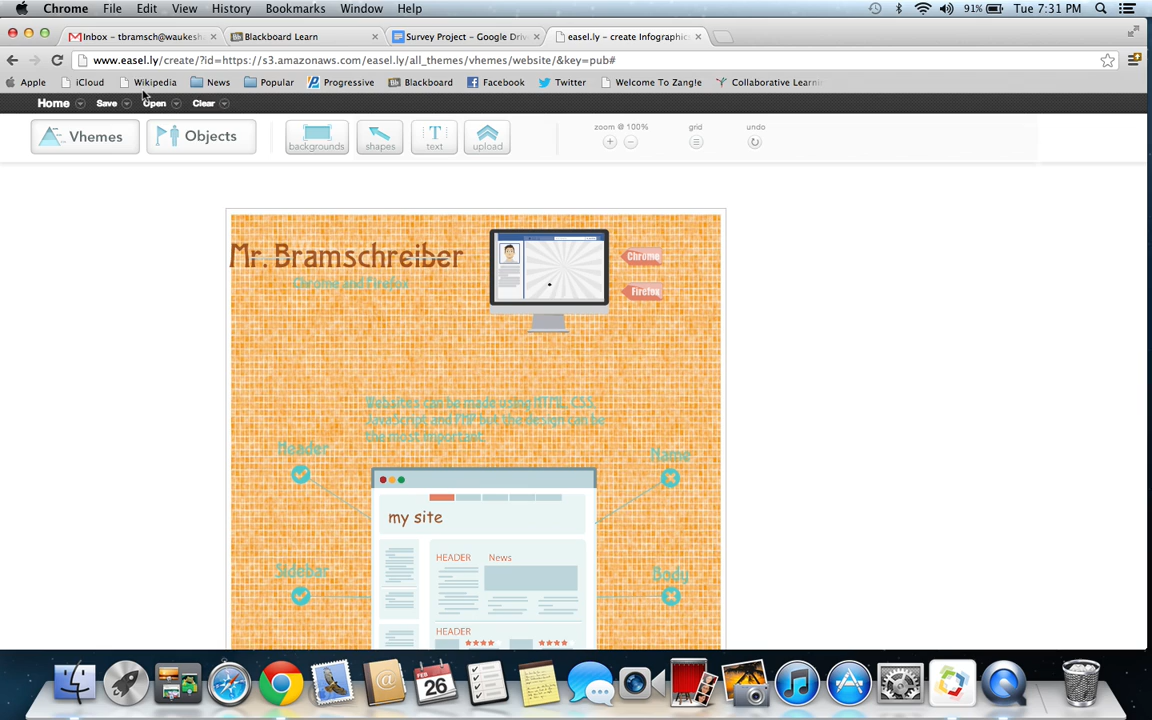 Chrome File Edit View History Bookmarks Window Help 91% Tue 7:31 PM
Inbox – tbramsch@waukesh Blackboard Learn Survey Project – Google Drive easel.ly – create Infographics
www.easel.ly/create/?id=https://s3.amazonaws.com/easel.ly/all_themes/vhemes/website/&key=pub#
Apple iCloud Wikipedia News Popular Progressive Blackboard Facebook Twitter Welcome To Zangle Collaborative Learnin
Home Save Open Clear
Vhemes Objects backgrounds shapes text upload zoom @ 100% grid undo
Mr. Bramschreiber
Chrome and Firefox
Chrome
Firefox
Websites can be made using HTML, CSS,
JavaScript and PHP but the design can be
the most important.
Header
Name
my site
HEADER News
Sidebar
Body
HEADER
FEB
26